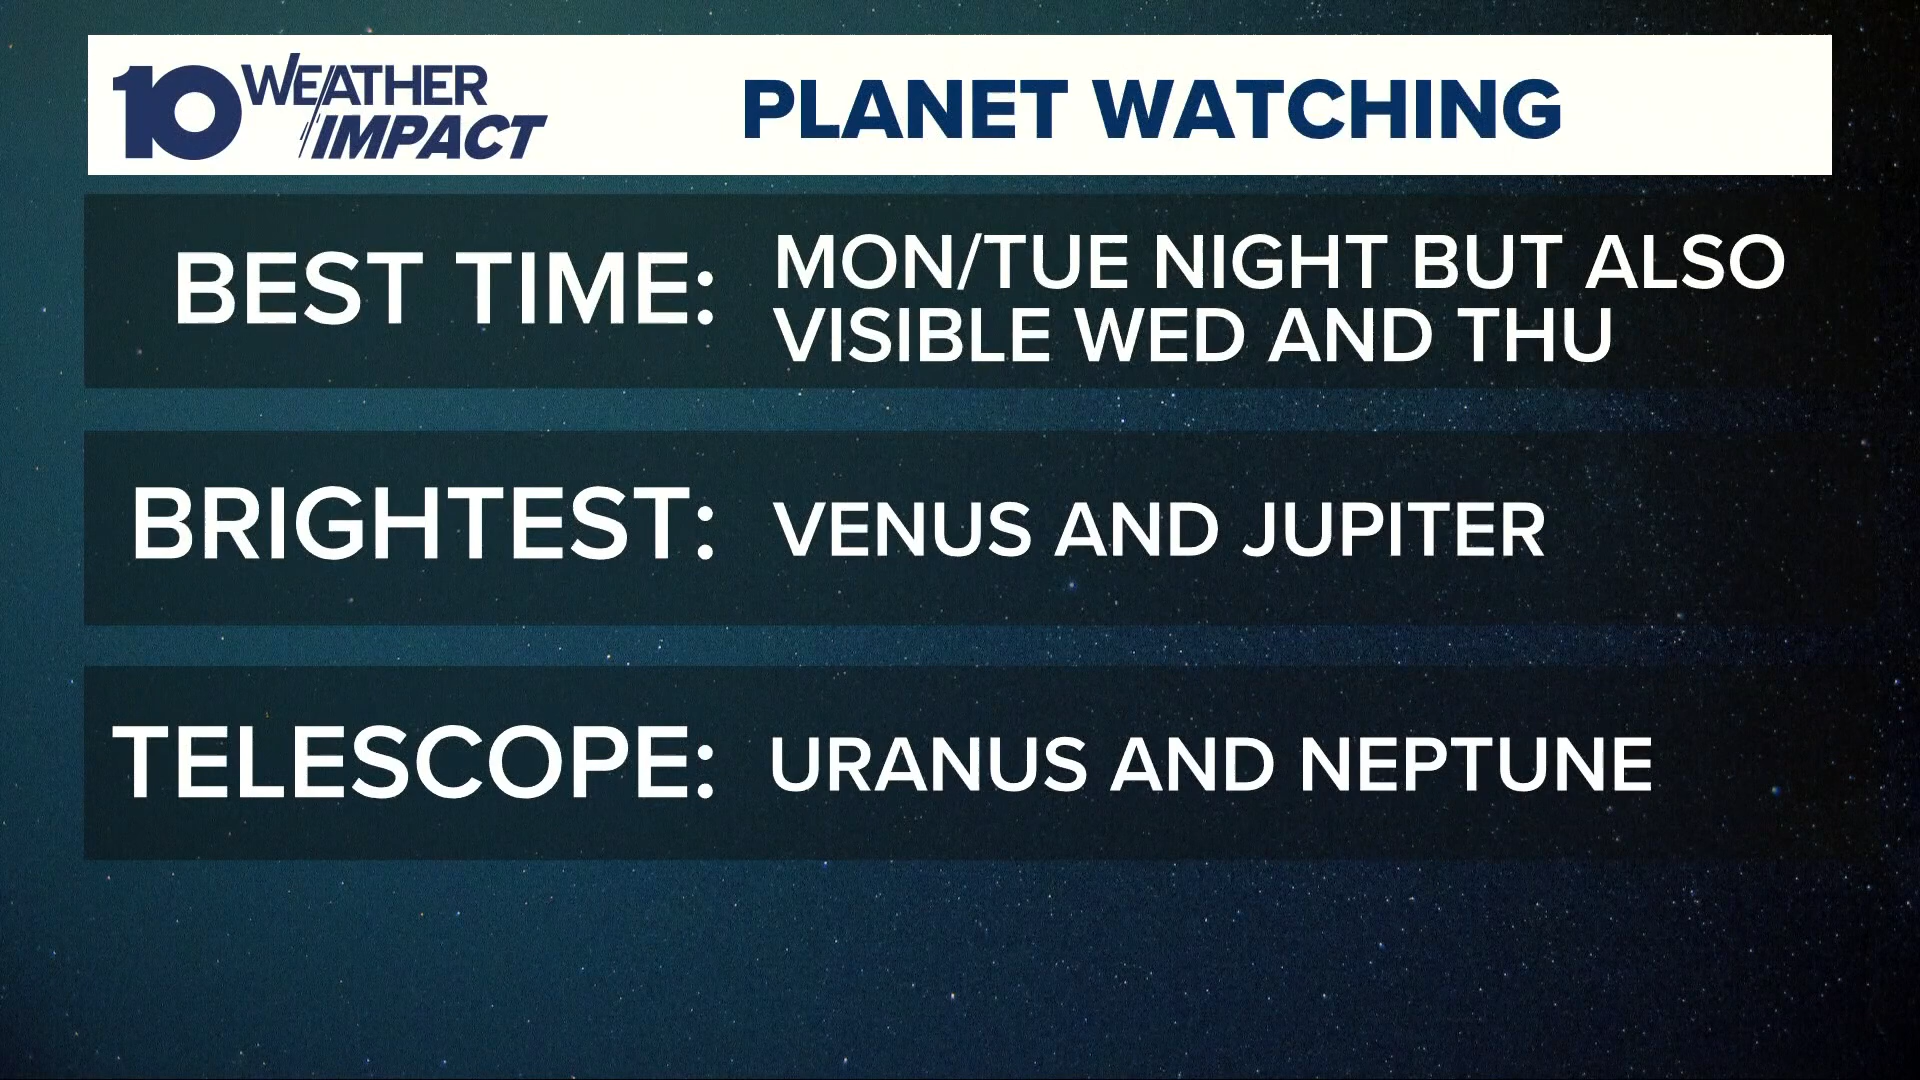 10 WEATHER IMPACT
PLANET WATCHING
BEST TIME:
MON/TUE NIGHT BUT ALSO
VISIBLE WED AND THU
BRIGHTEST:
VENUS AND JUPITER
TELESCOPE:
URANUS AND NEPTUNE